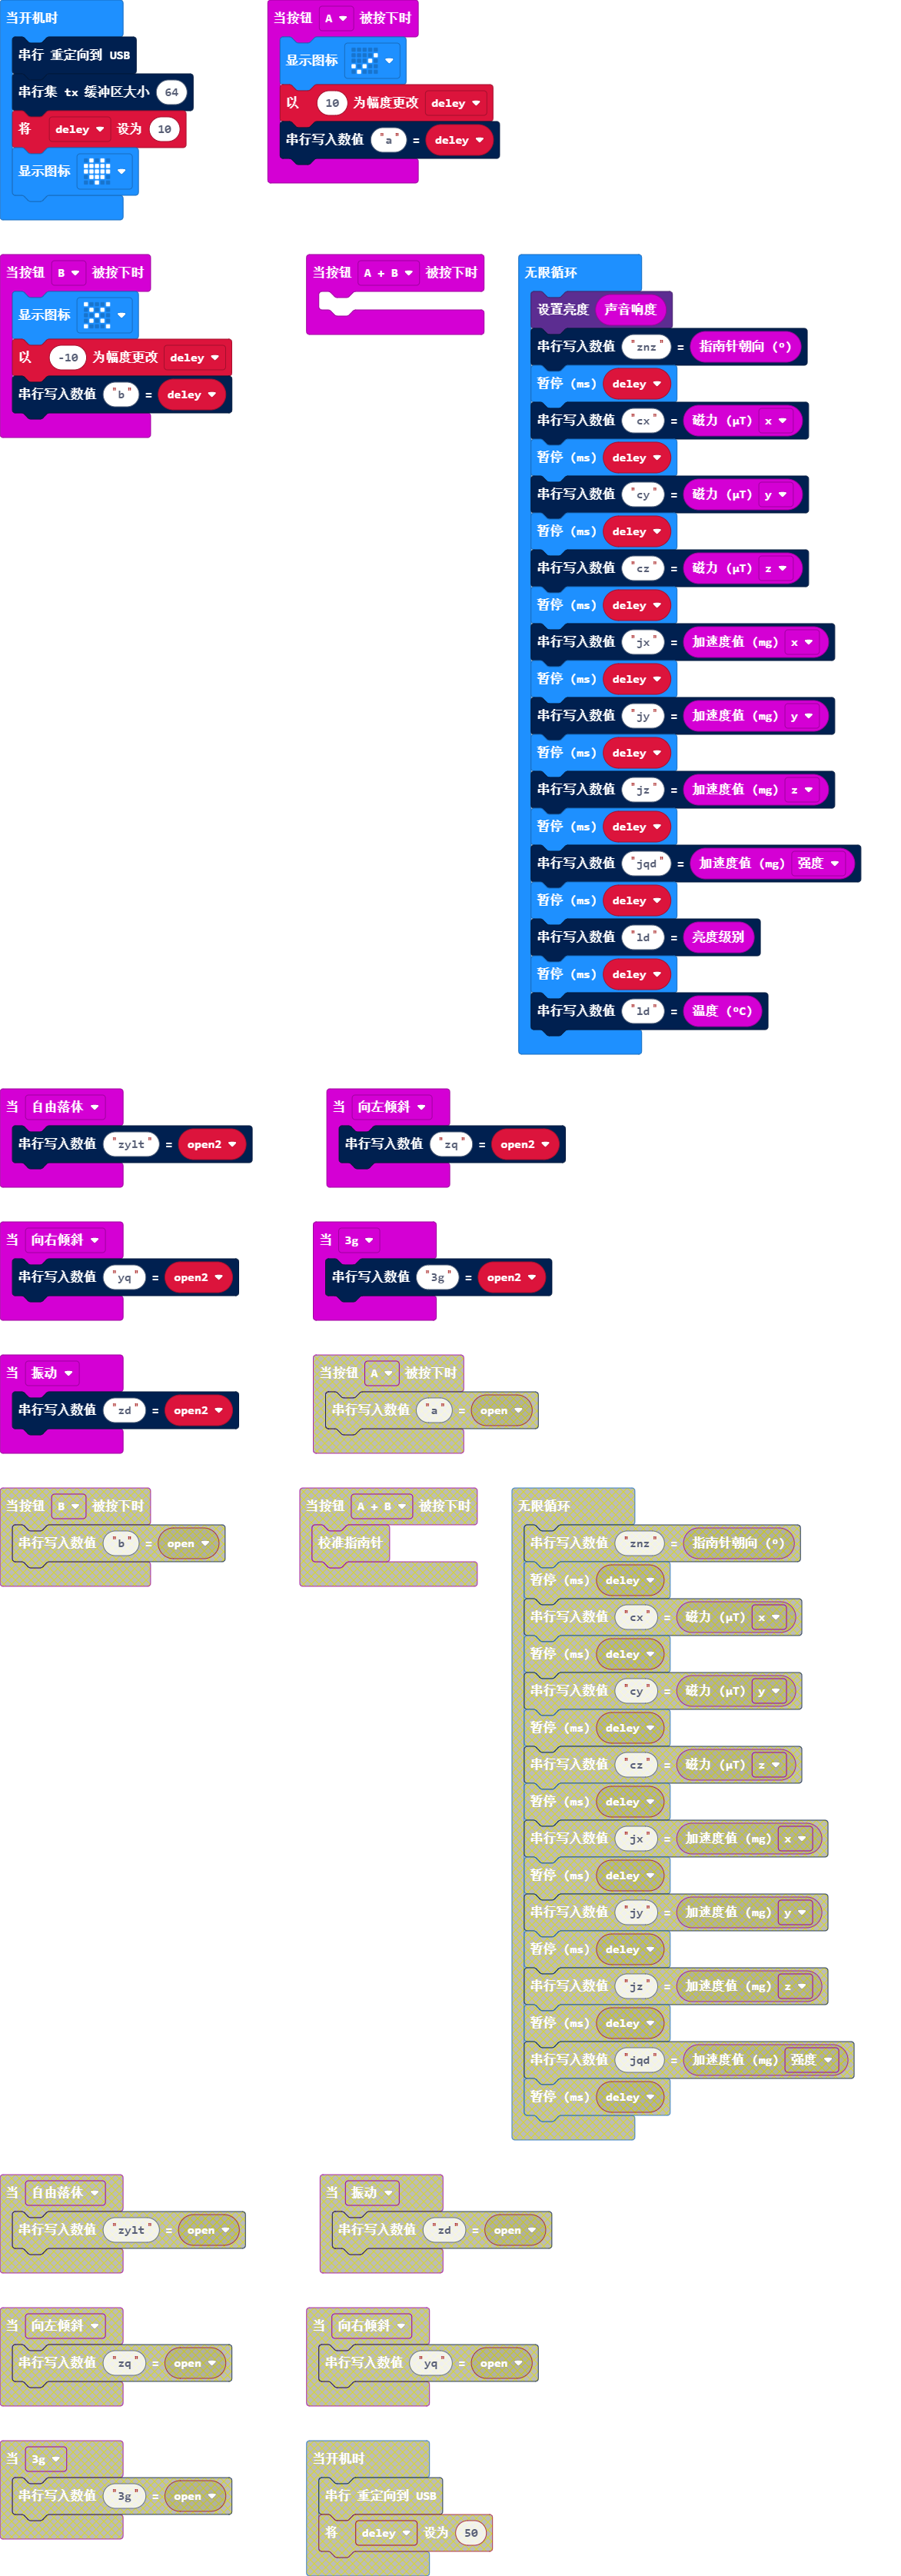 当开机时
串行 重定向到 USB
串行集 tx 缓冲区大小 64
将 deley 设为 10
显示图标
当按钮 A 被按下时
显示图标
以 10 为幅度更改 deley
串行写入数值 "a" = deley
当按钮 B 被按下时
显示图标
以 -10 为幅度更改 deley
串行写入数值 "b" = deley
当按钮 A + B 被按下时
无限循环
设置亮度 声音响度
串行写入数值 "znz" = 指南针朝向 (º)
暂停 (ms) deley
串行写入数值 "cx" = 磁力 (µT) x
暂停 (ms) deley
串行写入数值 "cy" = 磁力 (µT) y
暂停 (ms) deley
串行写入数值 "cz" = 磁力 (µT) z
暂停 (ms) deley
串行写入数值 "jx" = 加速度值 (mg) x
暂停 (ms) deley
串行写入数值 "jy" = 加速度值 (mg) y
暂停 (ms) deley
串行写入数值 "jz" = 加速度值 (mg) z
暂停 (ms) deley
串行写入数值 "jqd" = 加速度值 (mg) 强度
暂停 (ms) deley
串行写入数值 "ld" = 亮度级别
暂停 (ms) deley
串行写入数值 "ld" = 温度 (ºC)
当 自由落体
串行写入数值 "zylt" = open2
当 向左倾斜
串行写入数值 "zq" = open2
当 向右倾斜
串行写入数值 "yq" = open2
当 3g
串行写入数值 "3g" = open2
当 振动
串行写入数值 "zd" = open2
当按钮 A 被按下时
串行写入数值 "a" = open
当按钮 B 被按下时
串行写入数值 "b" = open
当按钮 A + B 被按下时
校准指南针
无限循环
串行写入数值 "znz" = 指南针朝向 (º)
暂停 (ms) deley
串行写入数值 "cx" = 磁力 (µT) x
暂停 (ms) deley
串行写入数值 "cy" = 磁力 (µT) y
暂停 (ms) deley
串行写入数值 "cz" = 磁力 (µT) z
暂停 (ms) deley
串行写入数值 "jx" = 加速度值 (mg) x
暂停 (ms) deley
串行写入数值 "jy" = 加速度值 (mg) y
暂停 (ms) deley
串行写入数值 "jz" = 加速度值 (mg) z
暂停 (ms) deley
串行写入数值 "jqd" = 加速度值 (mg) 强度
暂停 (ms) deley
当 自由落体
串行写入数值 "zylt" = open
当 振动
串行写入数值 "zd" = open
当 向左倾斜
串行写入数值 "zq" = open
当 向右倾斜
串行写入数值 "yq" = open
当 3g
串行写入数值 "3g" = open
当开机时
串行 重定向到 USB
将 deley 设为 50